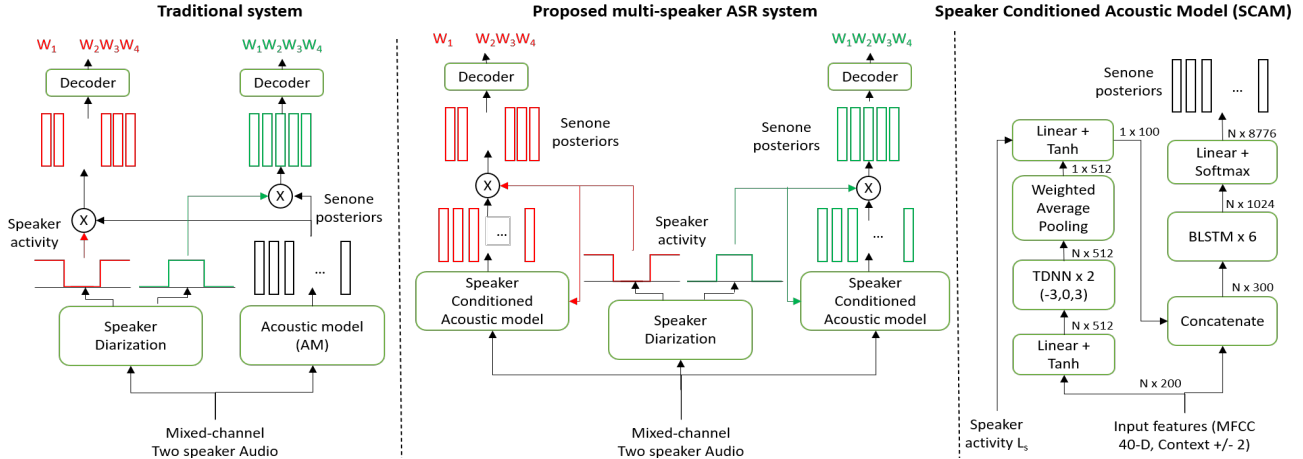 Traditional system
W1 W2W3W4
W1W2W3W4
Decoder
Decoder
X
X
Speaker
activity
Senone
posteriors
...
Speaker
Diarization
Acoustic model
(AM)
Mixed-channel
Two speaker Audio
Proposed multi-speaker ASR system
W1 W2W3W4
W1W2W3W4
Decoder
Decoder
Senone
posteriors
Senone
posteriors
X
X
...
Speaker
activity
...
Speaker
Conditioned
Acoustic model
Speaker
Diarization
Speaker
Conditioned
Acoustic model
Mixed-channel
Two speaker Audio
Speaker Conditioned Acoustic Model (SCAM)
Senone
posteriors
...
N x 8776
Linear +
Tanh
1 x 100
Linear +
Softmax
1 x 512
Weighted
Average
Pooling
N x 1024
BLSTM x 6
N x 512
TDNN x 2
(-3,0,3)
N x 300
Concatenate
N x 512
Linear +
Tanh
N x 200
Speaker
activity Ls
Input features (MFCC
40-D, Context +/- 2)